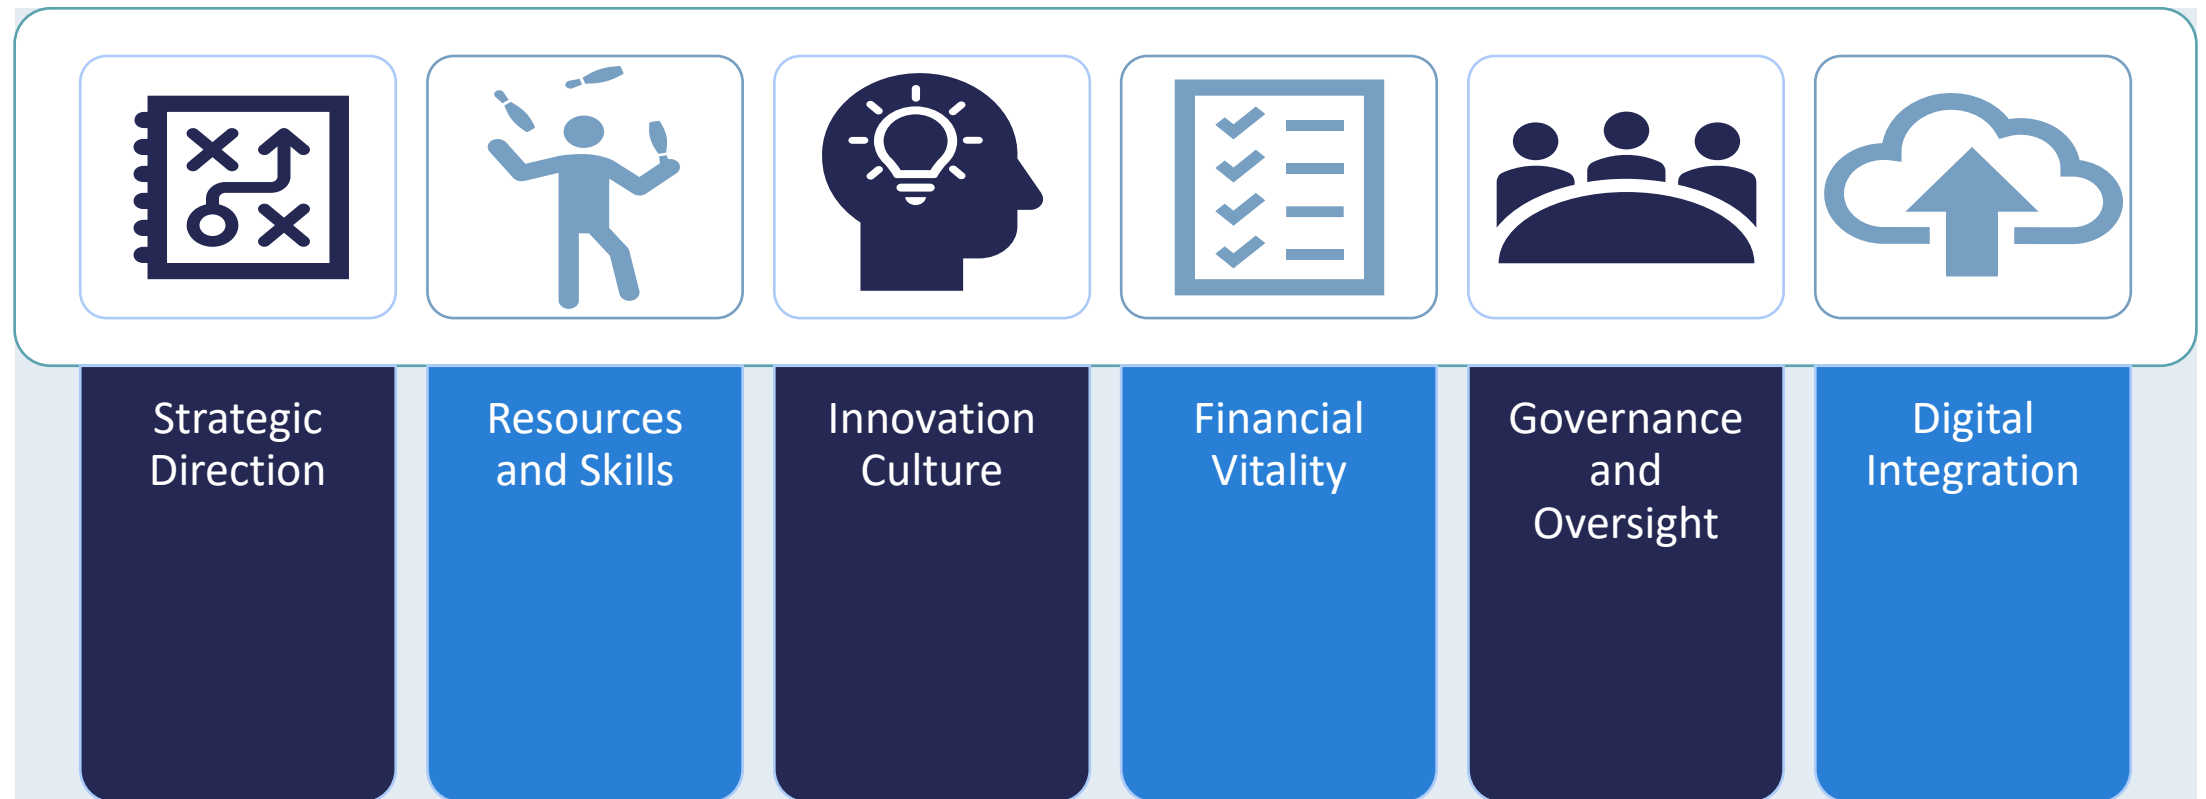 Strategic
Direction
Resources
and Skills
Innovation
Culture
Financial
Vitality
Governance
and
Oversight
Digital
Integration